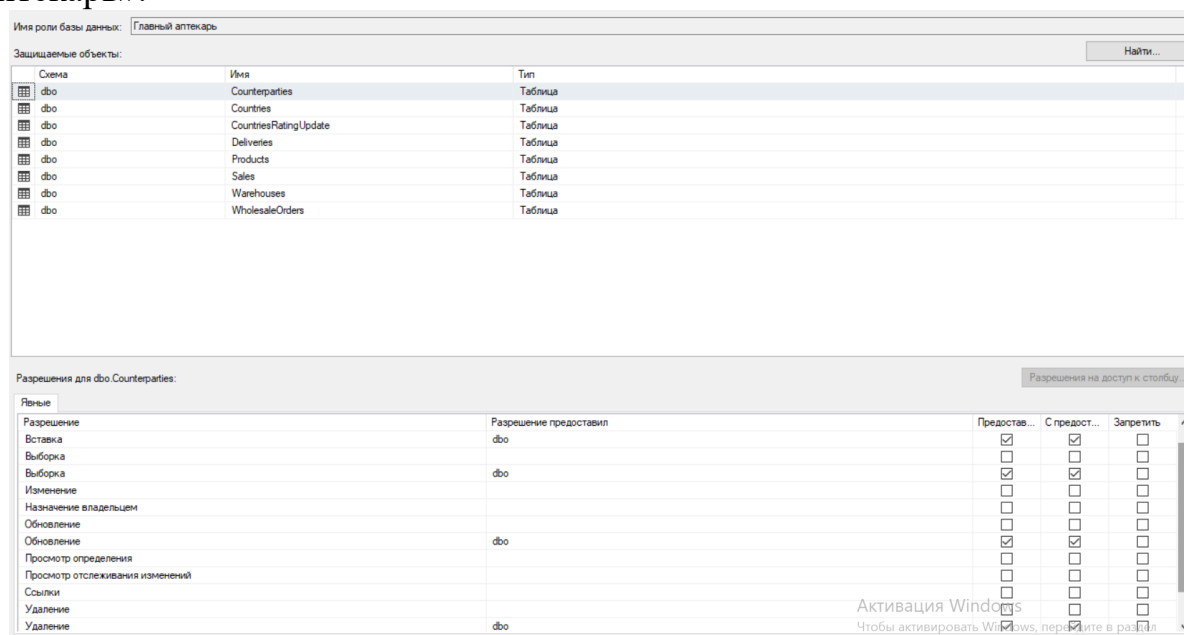 Имя роли базы данных: Главный аптекарь
Защищаемые объекты: Найти...
Схема Имя Тип
dbo Counterparties Таблица
dbo Countries Таблица
dbo CountriesRatingUpdate Таблица
dbo Deliveries Таблица
dbo Products Таблица
dbo Sales Таблица
dbo Warehouses Таблица
dbo WholesaleOrders Таблица
Разрешения для dbo.Counterparties: Разрешения на доступ к столбцу...
Явные
Разрешение Разрешение предоставил Предостав... С предост... Запретить
Вставка dbo
Выборка
Выборка dbo
Изменение
Назначение владельцем
Обновление
Обновление dbo
Просмотр определения
Просмотр отслеживания изменений
Ссылки
Удаление
Удаление dbo
Активация Windows
Чтобы активировать Windows, перейдите в раздел